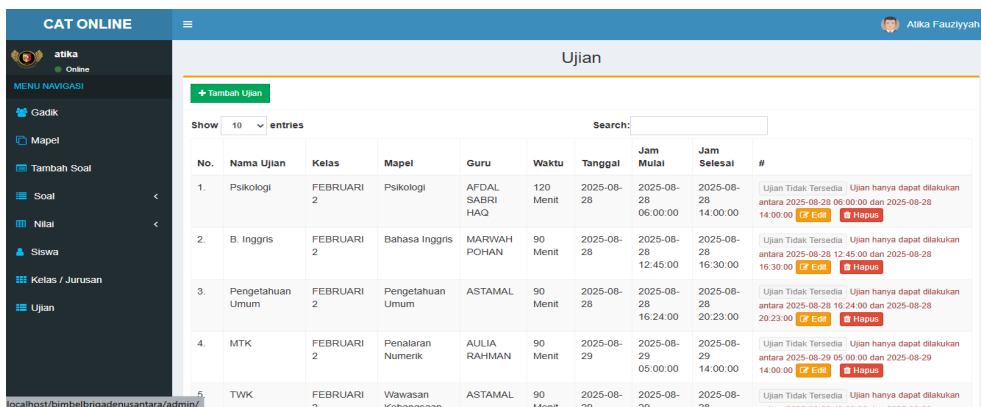 CAT ONLINE
Atika Fauziyyah
atika
Online
Ujian
MENU NAVIGASI
Gadik
Mapel
Tambah Soal
Soal
Nilai
Siswa
Kelas / Jurusan
Ujian
Tambah Ujian
Show 10 entries
Search:
No. Nama Ujian Kelas Mapel Guru Waktu Tanggal Jam Mulai Jam Selesai #
1. Psikologi FEBRUARI 2 Psikologi AFDAL SABRI HAQ 120 Menit 2025-08-28 2025-08-28 06:00:00 2025-08-28 14:00:00 Ujian Tidak Tersedia Ujian hanya dapat dilakukan antara 2025-08-28 06:00:00 dan 2025-08-28 14:00:00 Edit Hapus
2. B. Inggris FEBRUARI 2 Bahasa Inggris MARWAH POHAN 90 Menit 2025-08-28 2025-08-28 12:45:00 2025-08-28 16:30:00 Ujian Tidak Tersedia Ujian hanya dapat dilakukan antara 2025-08-28 12:45:00 dan 2025-08-28 16:30:00 Edit Hapus
3. Pengetahuan Umum FEBRUARI 2 Pengetahuan Umum ASTAMAL 90 Menit 2025-08-28 2025-08-28 16:24:00 2025-08-28 20:23:00 Ujian Tidak Tersedia Ujian hanya dapat dilakukan antara 2025-08-28 16:24:00 dan 2025-08-28 20:23:00 Edit Hapus
4. MTK FEBRUARI 2 Penalaran Numerik AULIA RAHMAN 90 Menit 2025-08-29 2025-08-29 05:00:00 2025-08-29 14:00:00 Ujian Tidak Tersedia Ujian hanya dapat dilakukan antara 2025-08-29 05:00:00 dan 2025-08-29 14:00:00 Edit Hapus
5. TWK FEBRUARI Wawasan ASTAMAL 90 2025-08- 2025-08- 2025-08- Ujian Tidak Tersedia Ujian hanya dapat dilakukan
localhost/bimbelbrigadenusantara/admin/